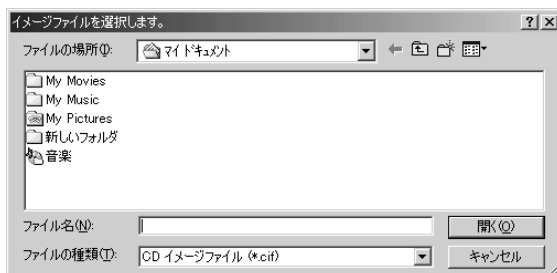 イメージファイルを選択します。
ファイルの場所(I):
マイ ドキュメント
My Movies
My Music
My Pictures
新しいフォルダ
音楽
ファイル名(N):
開く(O)
ファイルの種類(T):
CD イメージファイル (*.cif)
キャンセル